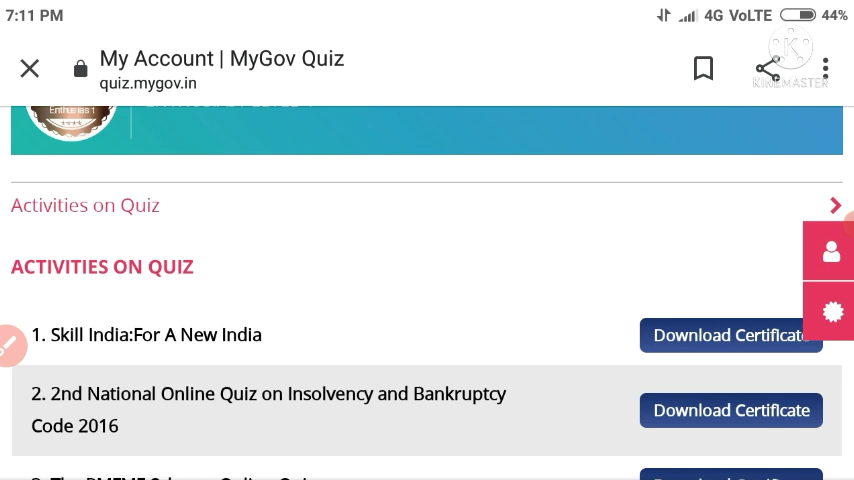 7:11 PM 4G VoLTE 44%
My Account | MyGov Quiz
quiz.mygov.in
KINEMASTER
Enthusiast
Activities on Quiz
ACTIVITIES ON QUIZ
1. Skill India:For A New India
Download Certificate
2. 2nd National Online Quiz on Insolvency and Bankruptcy
Code 2016
Download Certificate